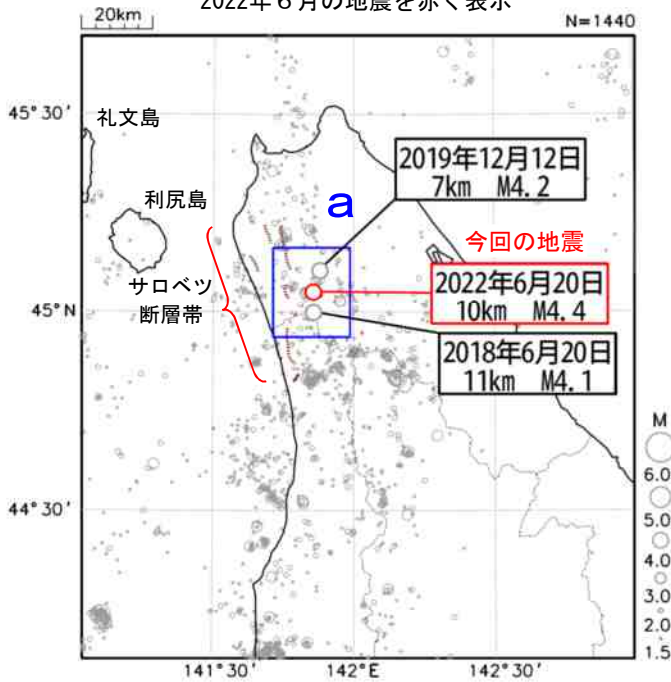 2022年6月の地震を赤く表示
20km
N=1440
45°30′
礼文島
2019年12月12日
7km M4.2
利尻島
a
今回の地震
サロベツ
断層帯
45°N
2022年6月20日
10km M4.4
2018年6月20日
11km M4.1
M
6.0
5.0
4.0
3.0
2.0
1.5
44°30′
141°30′
142°E
142°30′